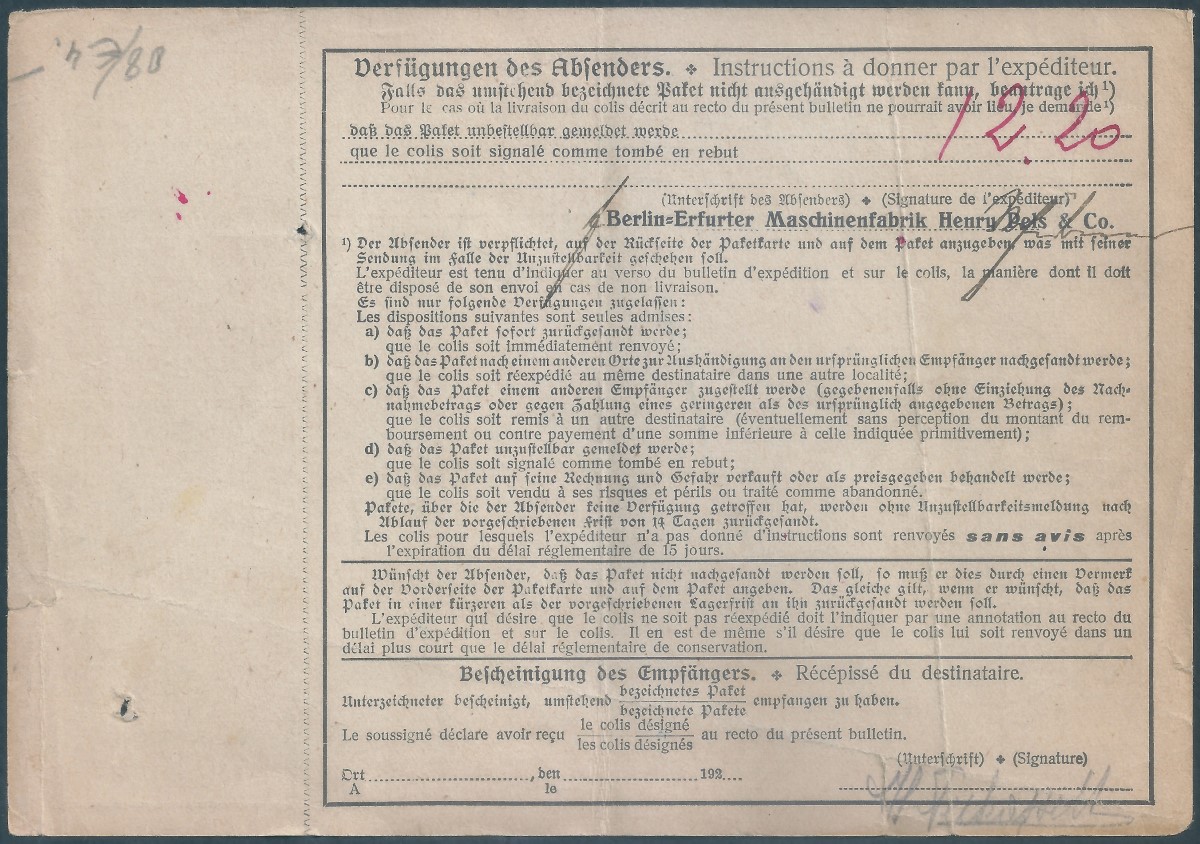 Verfügungen des Absenders. ❖ Instructions à donner par l'expéditeur.
Falls das umstehend bezeichnete Paket nicht ausgehändigt werden kann, beauftrage ich ¹)
Pour le cas où la livraison du colis décrit au recto du présent bulletin ne pourrait avoir lieu, je demande ¹)
daß das Paket unbestellbar gemeldet werde
12.20
que le colis soit signalé comme tombé en rebut
(Unterschrift des Absenders) ❖ (Signature de l'expéditeur)
Berlin=Erfurter Maschinenfabrik Henry Pels & Co.
¹) Der Absender ist verpflichtet, auf der Rückseite der Paketkarte und auf dem Paket anzugeben, was mit seiner
Sendung im Falle der Unzustellbarkeit geschehen soll.
L'expéditeur est tenu d'indiquer au verso du bulletin d'expédition et sur le colis, la manière dont il doit
être disposé de son envoi en cas de non livraison.
Es sind nur folgende Verfügungen zugelassen:
Les dispositions suivantes sont seules admises:
a) daß das Paket sofort zurückgesandt werde;
que le colis soit immédiatement renvoyé;
b) daß das Paket nach einem anderen Orte zur Aushändigung an den ursprünglichen Empfänger nachgesandt werde;
que le colis soit réexpédié au même destinataire dans une autre localité;
c) daß das Paket einem anderen Empfänger zugestellt werde (gegebenenfalls ohne Einziehung des Nach-
nahmebetrags oder gegen Zahlung eines geringeren als des ursprünglich angegebenen Betrags);
que le colis soit remis à un autre destinataire (éventuellement sans perception du montant du rem-
boursement ou contre payement d'une somme inférieure à celle indiquée primitivement);
d) daß das Paket unzustellbar gemeldet werde;
que le colis soit signalé comme tombé en rebut;
e) daß das Paket auf seine Rechnung und Gefahr verkauft oder als preisgegeben behandelt werde;
que le colis soit vendu à ses risques et périls ou traité comme abandonné.
Pakete, über die der Absender keine Verfügung getroffen hat, werden ohne Unzustellbarkeitsmeldung nach
Ablauf der vorgeschriebenen Frist von 14 Tagen zurückgesandt.
Les colis pour lesquels l'expéditeur n'a pas donné d'instructions sont renvoyés sans avis après
l'expiration du délai réglementaire de 15 jours.
Wünscht der Absender, daß das Paket nicht nachgesandt werden soll, so muß er dies durch einen Vermerk
auf der Vorderseite der Paketkarte und auf dem Paket angeben. Das gleiche gilt, wenn er wünscht, daß das
Paket in einer kürzeren als der vorgeschriebenen Lagerfrist an ihn zurückgesandt werden soll.
L'expéditeur qui désire que le colis ne soit pas réexpédié doit l'indiquer par une annotation au recto du
bulletin d'expédition et sur le colis. Il en est de même s'il désire que le colis lui soit renvoyé dans un
délai plus court que le délai réglementaire de conservation.
Bescheinigung des Empfängers. ❖ Récépissé du destinataire.
Unterzeichneter bescheinigt, umstehend bezeichnetes Paket
bezeichnete Pakete empfangen zu haben.
Le soussigné déclare avoir reçu le colis désigné
les colis désignés au recto du présent bulletin.
(Unterschrift) ❖ (Signature)
Ort, den 192
A le